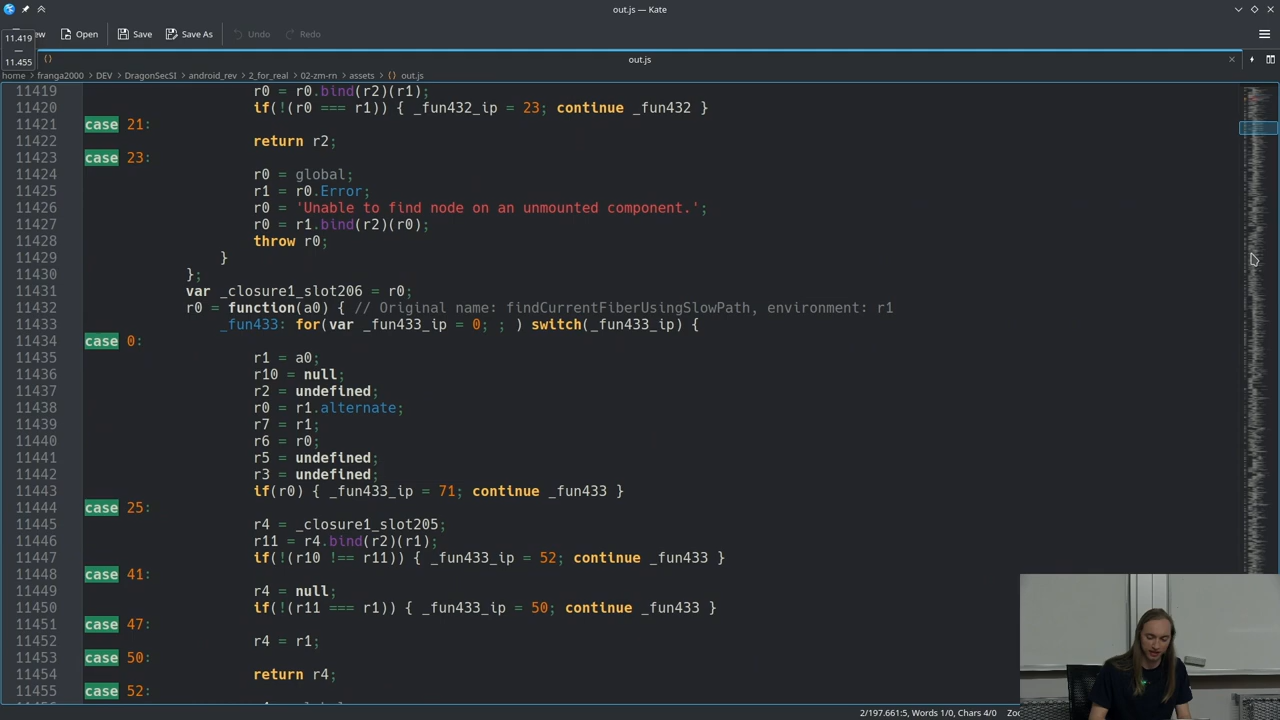 out.js — Kate
ew Open Save Save As Undo Redo
11.419
—
11.455
out.js
home franga2000 DEV DragonSecSI android_rev 2_for_real 02-zm-rn assets out.js
11419 r0 = r0.bind(r2)(r1);
11420 if(!(r0 === r1)) { _fun432_ip = 23; continue _fun432 }
11421 case 21:
11422 return r2;
11423 case 23:
11424 r0 = global;
11425 r1 = r0.Error;
11426 r0 = 'Unable to find node on an unmounted component.';
11427 r0 = r1.bind(r2)(r0);
11428 throw r0;
11429 }
11430 };
11431 var _closure1_slot206 = r0;
11432 r0 = function(a0) { // Original name: findCurrentFiberUsingSlowPath, environment: r1
11433 _fun433: for(var _fun433_ip = 0; ; ) switch(_fun433_ip) {
11434 case 0:
11435 r1 = a0;
11436 r10 = null;
11437 r2 = undefined;
11438 r0 = r1.alternate;
11439 r7 = r1;
11440 r6 = r0;
11441 r5 = undefined;
11442 r3 = undefined;
11443 if(r0) { _fun433_ip = 71; continue _fun433 }
11444 case 25:
11445 r4 = _closure1_slot205;
11446 r11 = r4.bind(r2)(r1);
11447 if(!(r10 !== r11)) { _fun433_ip = 52; continue _fun433 }
11448 case 41:
11449 r4 = null;
11450 if(!(r11 === r1)) { _fun433_ip = 50; continue _fun433 }
11451 case 47:
11452 r4 = r1;
11453 case 50:
11454 return r4;
11455 case 52:
2/197.661:5, Words 1/0, Chars 4/0 Zoo